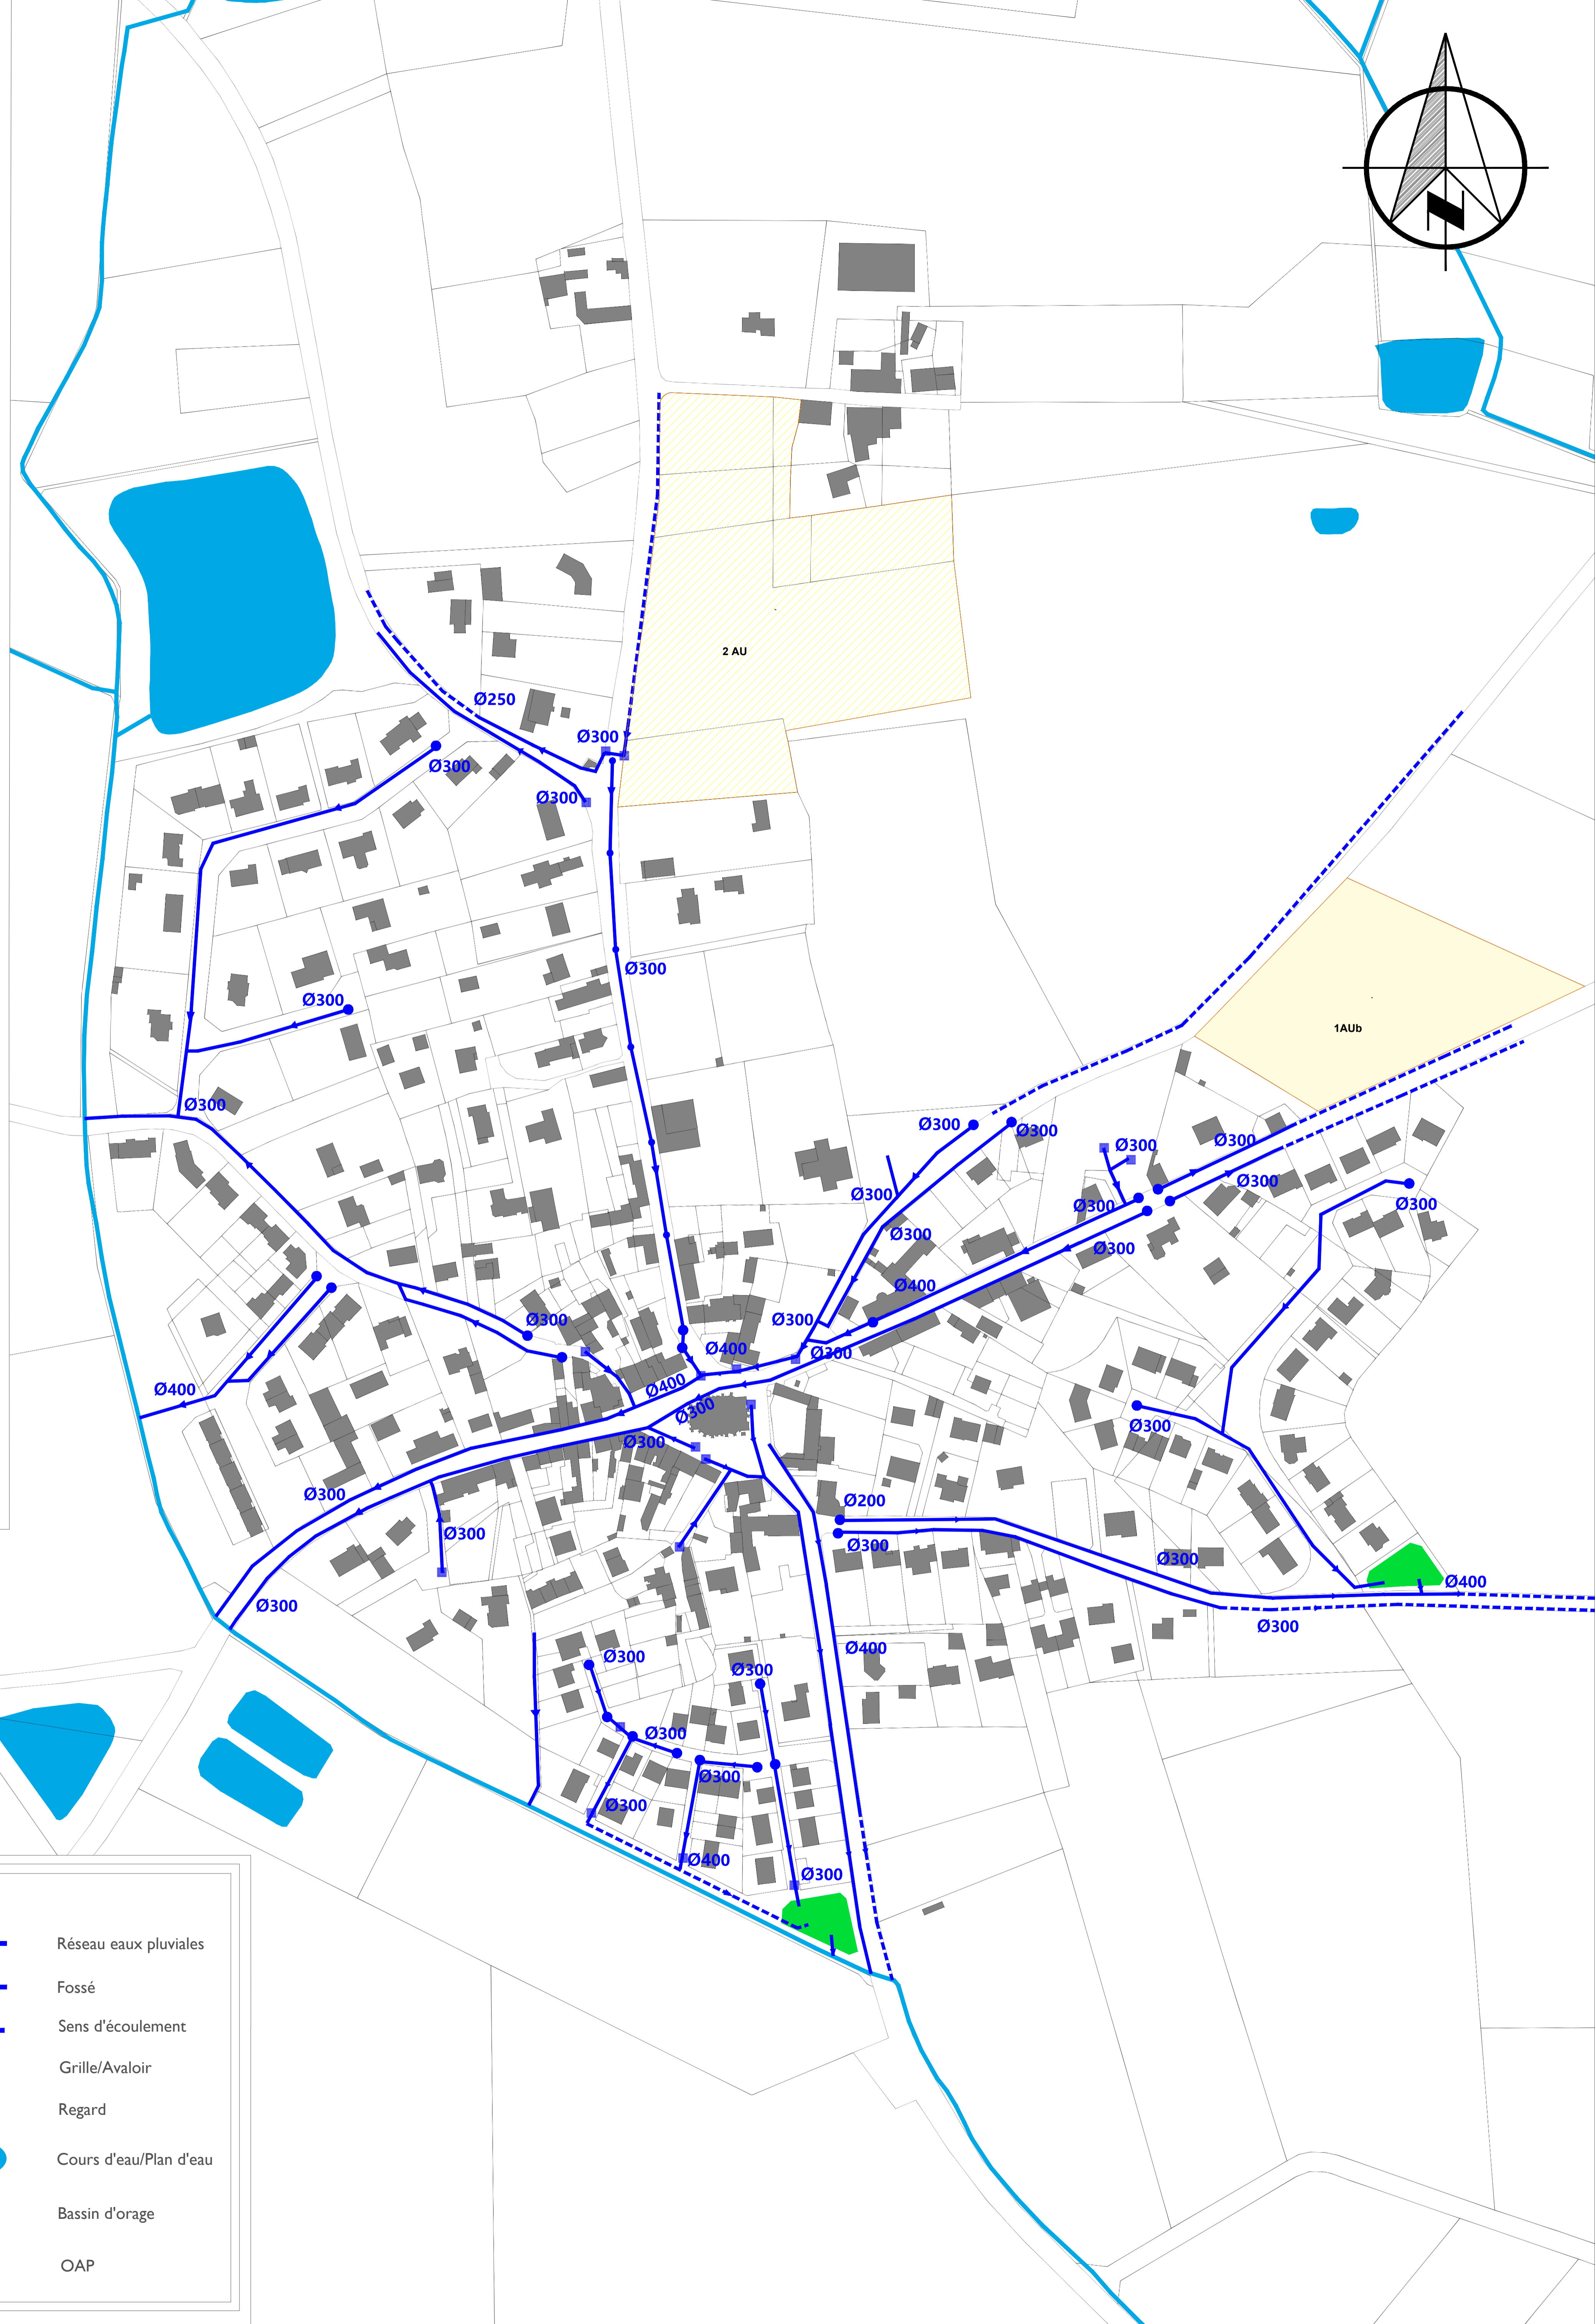 N
2 AU
Ø250
Ø300
Ø300
Ø300
Ø300
Ø300
Ø300
1AUb
Ø300
Ø300
Ø300
Ø300
Ø300
Ø300
Ø300
Ø300
Ø300
Ø300
Ø300
Ø400
Ø300
Ø300
Ø300
Ø400
Ø300
Ø400
Ø400
Ø300
Ø300
Ø300
Ø300
Ø200
Ø300
Ø300
Ø300
Ø400
Ø300
Ø300
Ø400
Ø300
Ø300
Ø300
Ø300
Ø300
Ø400
Ø300
Réseau eaux pluviales
Fossé
Sens d'écoulement
Grille/Avaloir
Regard
Cours d'eau/Plan d'eau
Bassin d'orage
OAP